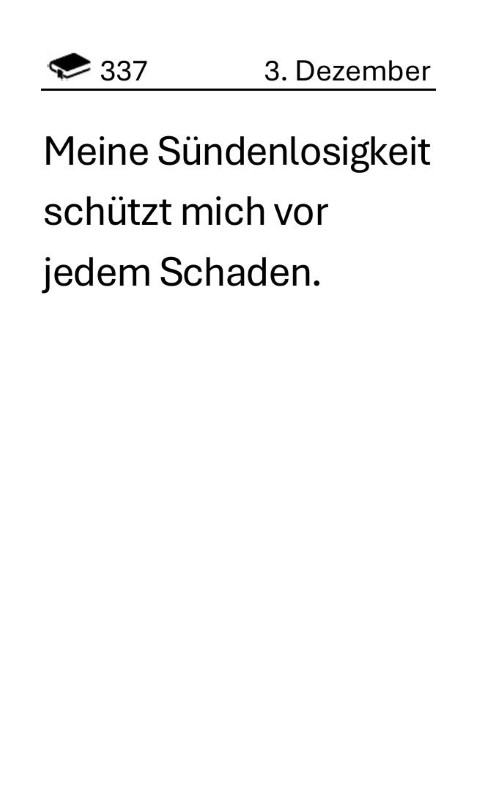 337 3. Dezember
Meine Sündenlosigkeit
schützt mich vor
jedem Schaden.